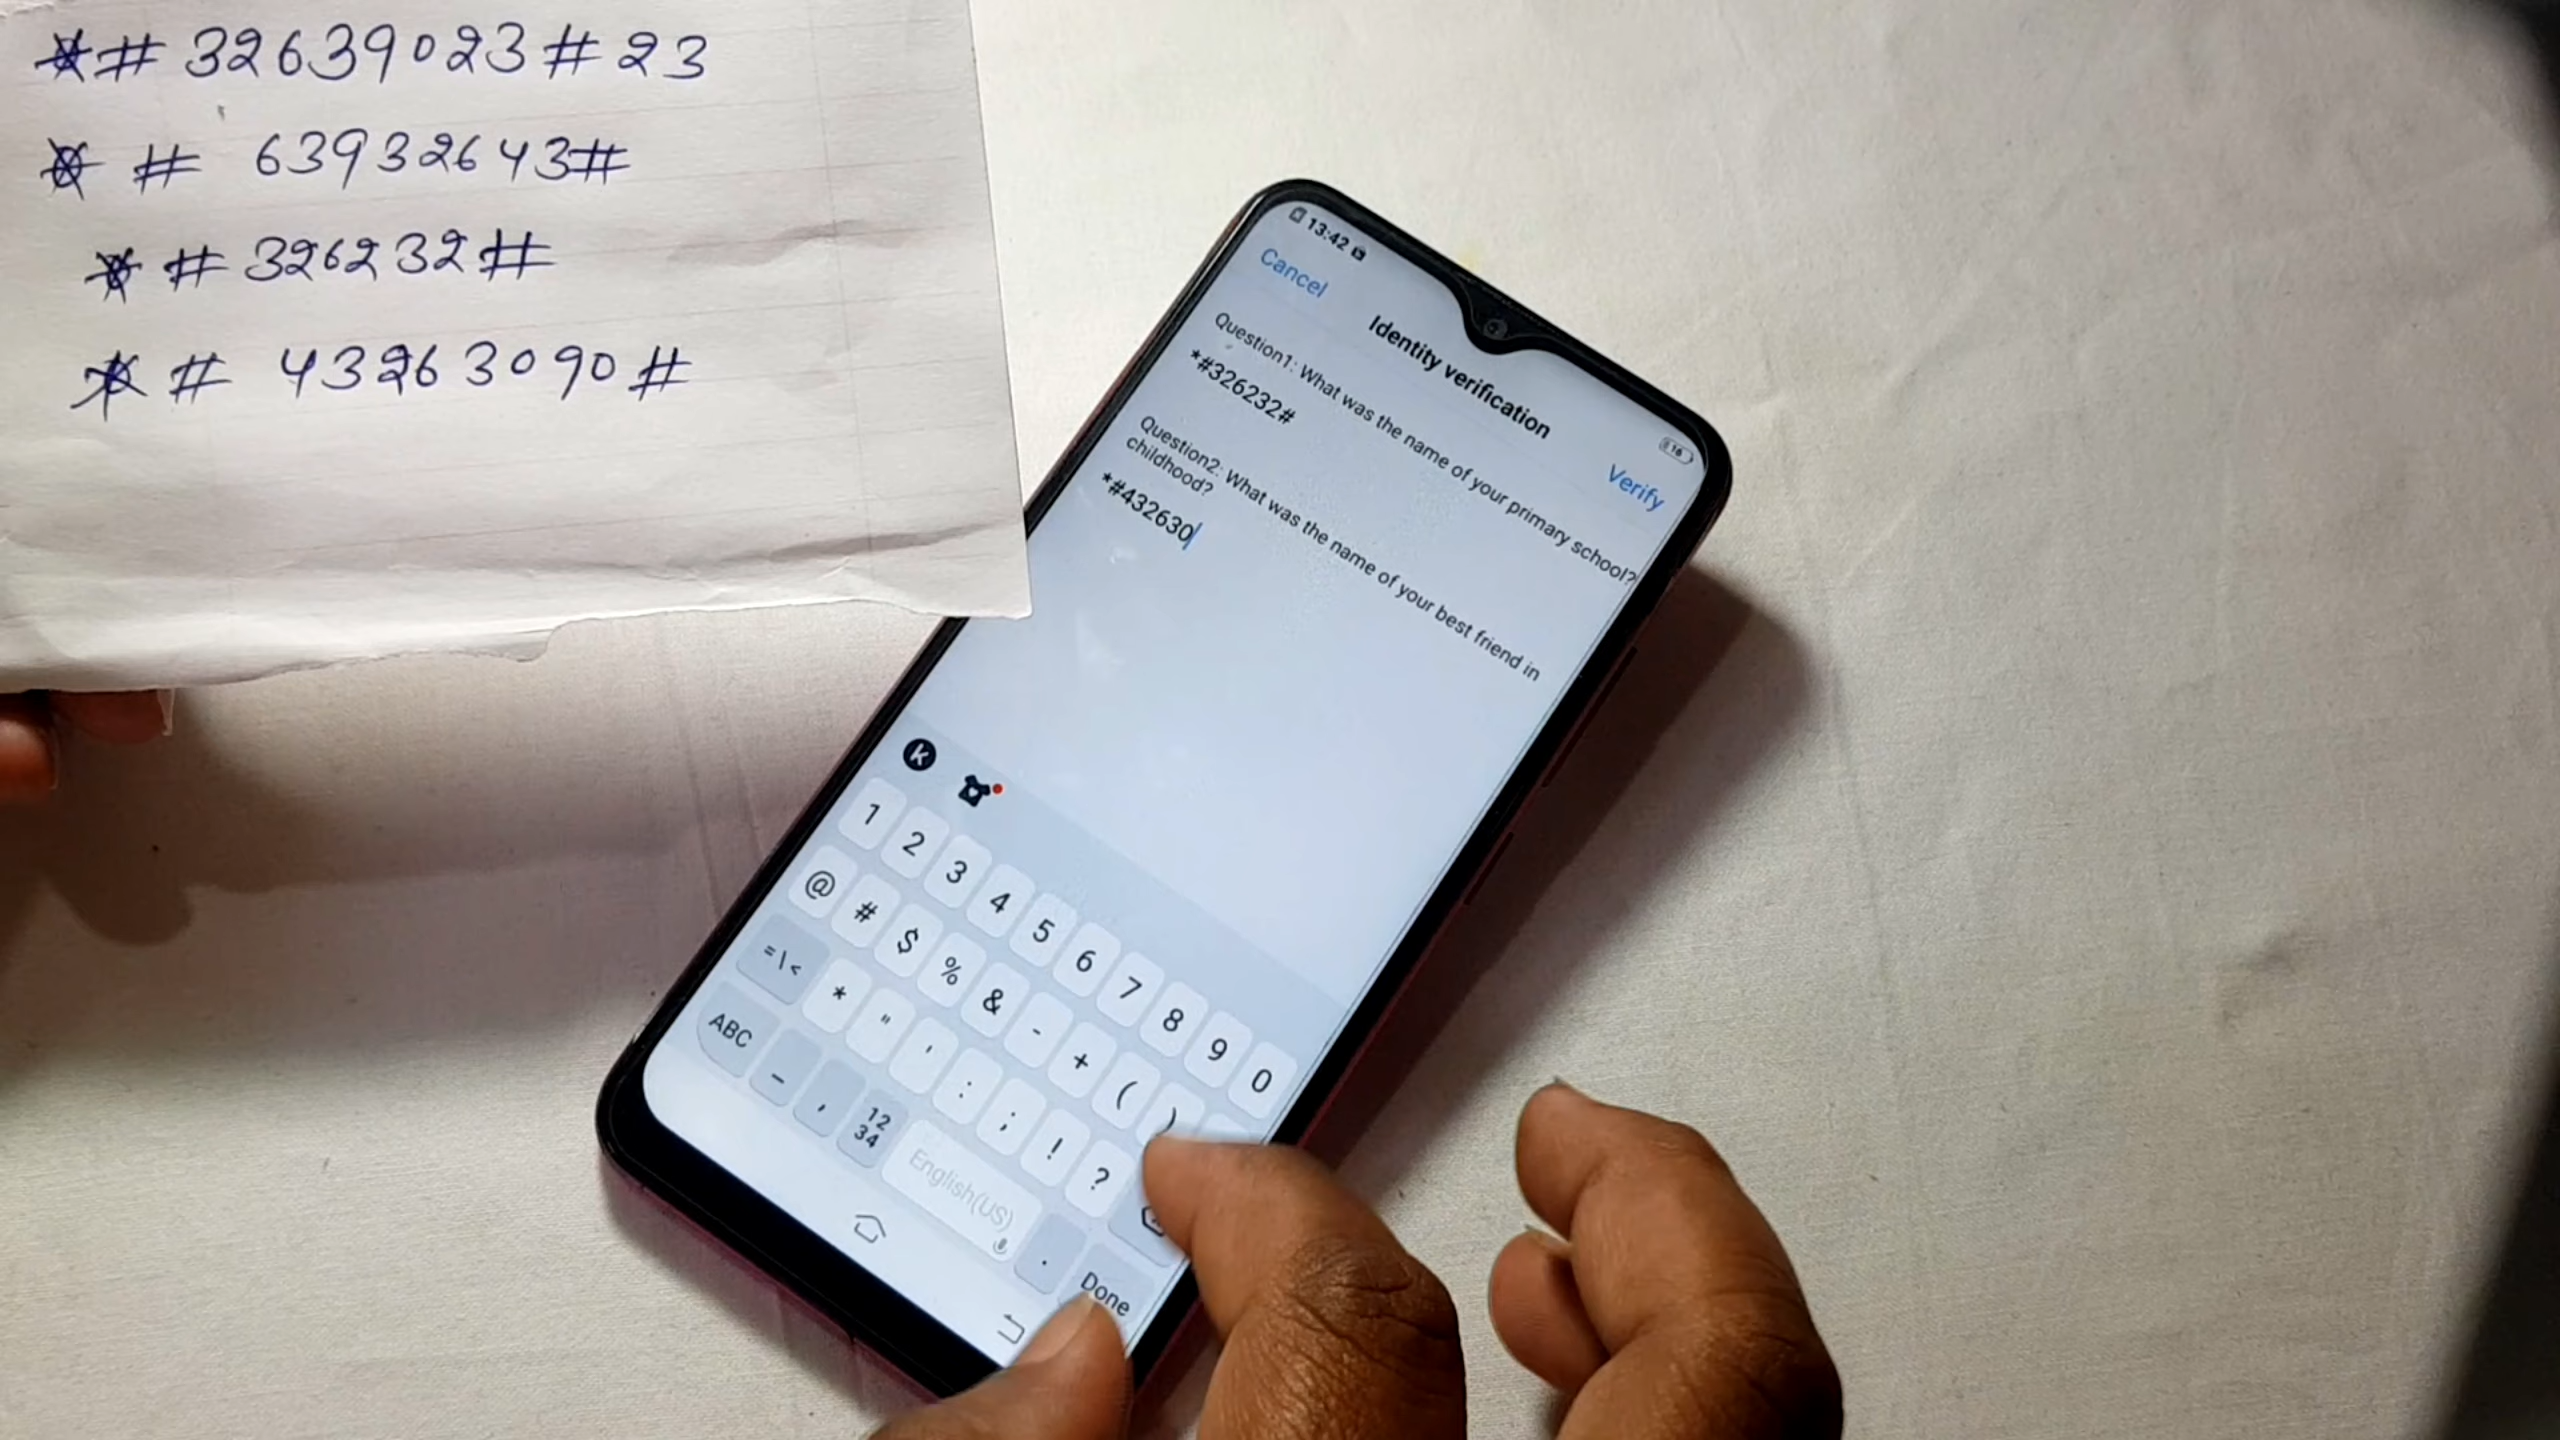 *# 32639023#23
*# 63932643#
*#326232#
*# 43263090#
13:42
16
Cancel
Identity verification
Verify
Question1: What was the name of your primary school?
*#326232#
Question2: What was the name of your best friend in
childhood?
*#432630
1 2 3 4 5 6 7 8 9 0
@ # $ % & - + ( )
=\< * " ' : ; ! ?
ABC _ , 12 34 English(US) . Done